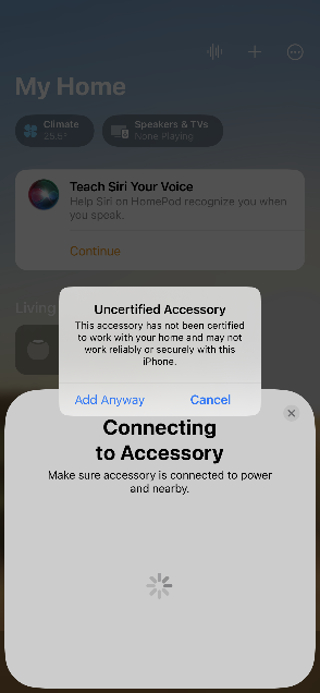 My Home
Climate
25.5°
Speakers & TVs
None Playing
Teach Siri Your Voice
Help Siri on HomePod recognize you when
you speak.
Continue
Living
Uncertified Accessory
This accessory has not been certified
to work with your home and may not
work reliably or securely with this
iPhone.
Add Anyway
Cancel
Connecting
to Accessory
Make sure accessory is connected to power
and nearby.